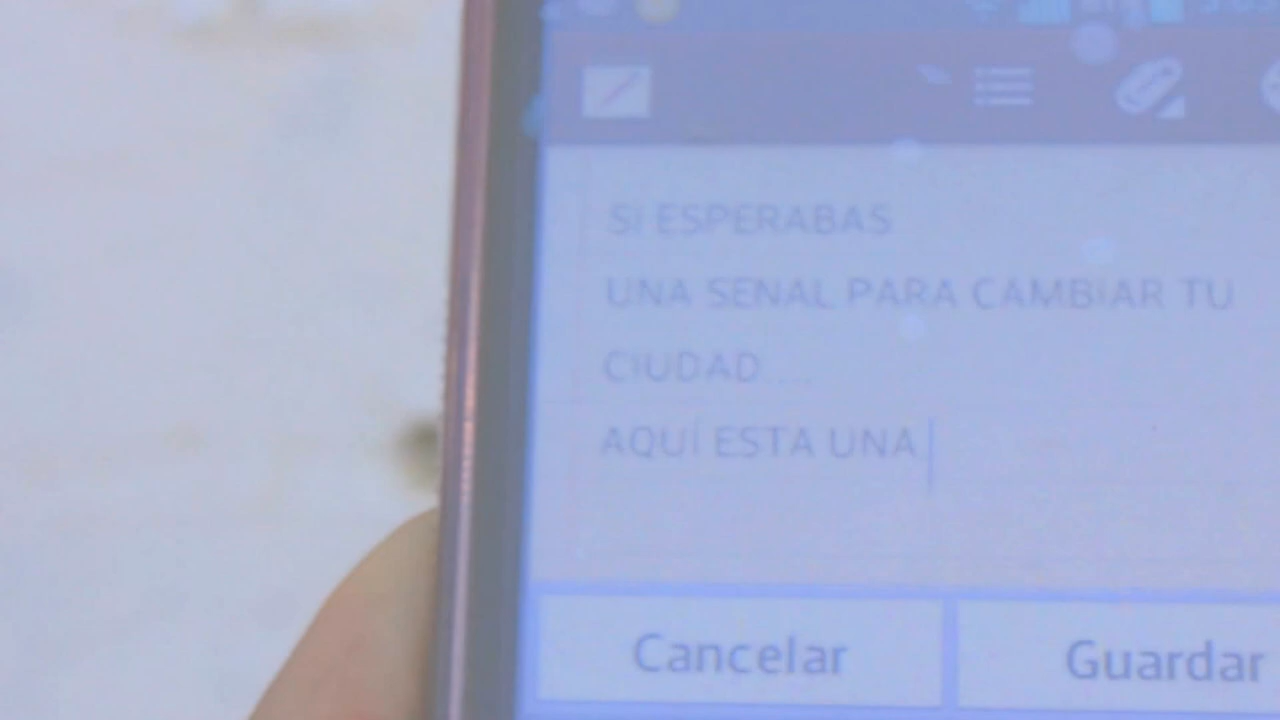 Si ESPERABAS
UNA SENAL PARA CAMBiAR TU
CiUDAD ....
AQUÍ ESTA UNA
Cancelar
Guardar